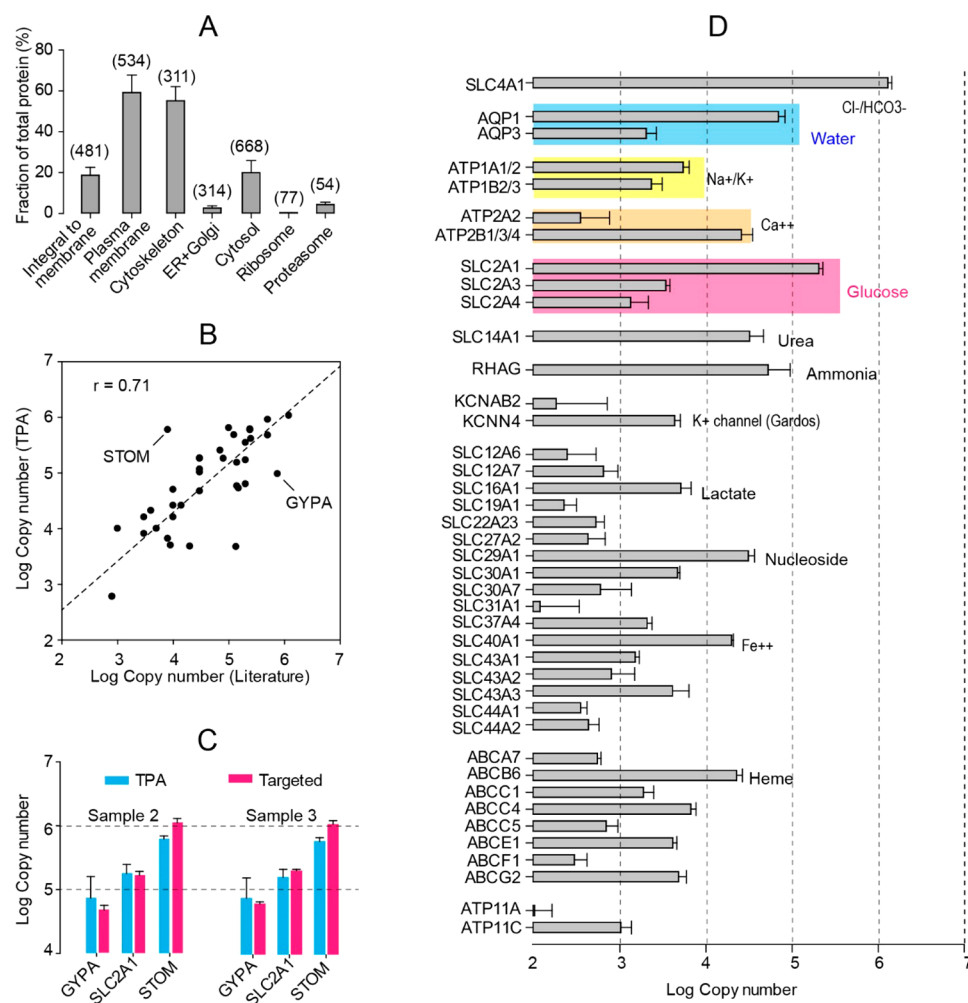 A
Fraction of total protein (%)
80
60
40
20
0
(481)
(534)
(311)
(314)
(668)
(77)
(54)
Integral to
membrane
Plasma
membrane
Cytoskeleton
ER+Golgi
Cytosol
Ribosome
Proteasome
B
Log Copy number (TPA)
7
6
5
4
3
2
r = 0.71
STOM
GYPA
2
3
4
5
6
7
Log Copy number (Literature)
C
Log Copy number
TPA
Targeted
Sample 2
Sample 3
6
5
4
GYPA
SLC2A1
STOM
GYPA
SLC2A1
STOM
D
SLC4A1
Cl-/HCO3-
AQP1
AQP3
Water
ATP1A1/2
ATP1B2/3
Na+/K+
ATP2A2
ATP2B1/3/4
Ca++
SLC2A1
SLC2A3
SLC2A4
Glucose
SLC14A1
Urea
RHAG
Ammonia
KCNAB2
KCNN4
K+ channel (Gardos)
SLC12A6
SLC12A7
SLC16A1
Lactate
SLC19A1
SLC22A23
SLC27A2
SLC29A1
Nucleoside
SLC30A1
SLC30A7
SLC31A1
SLC37A4
SLC40A1
Fe++
SLC43A1
SLC43A2
SLC43A3
SLC44A1
SLC44A2
ABCA7
ABCB6
Heme
ABCC1
ABCC4
ABCC5
ABCE1
ABCF1
ABCG2
ATP11A
ATP11C
2
3
4
5
6
7
Log Copy number